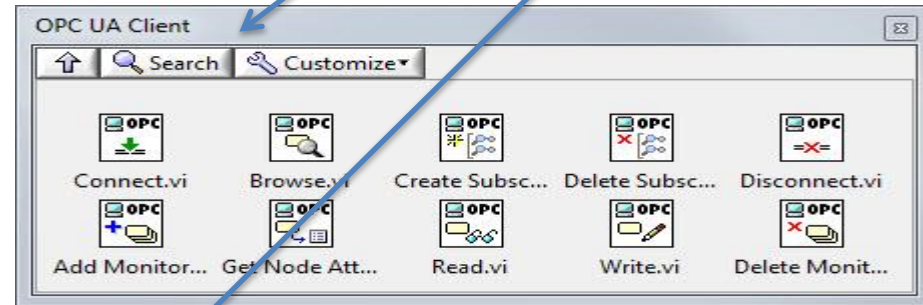 OPC UA Client
Search Customize
OPC OPC OPC OPC OPC
Connect.vi Browse.vi Create Subsc... Delete Subsc... Disconnect.vi
OPC OPC OPC OPC OPC
Add Monitor... Get Node Att... Read.vi Write.vi Delete Monit...